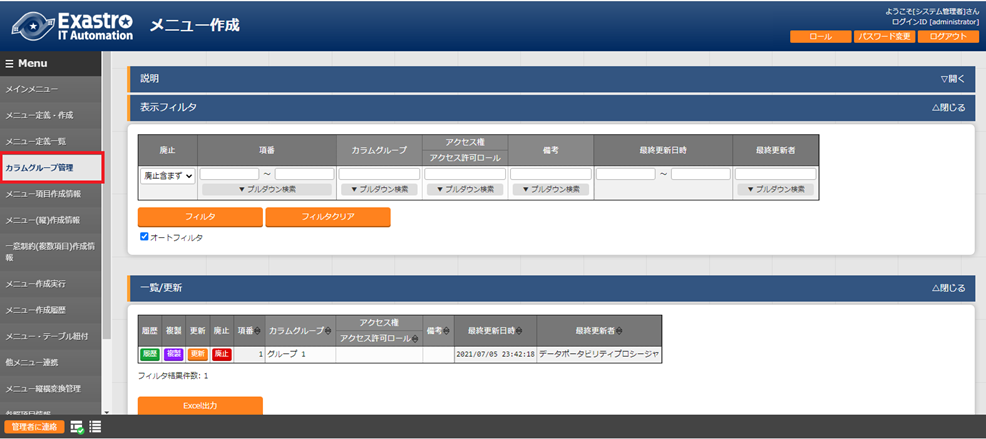 Exastro
IT Automation
メニュー作成
ようこそ[システム管理者]さん
ログインID [administrator]
ロール
パスワード変更
ログアウト
Menu
メインメニュー
メニュー定義・作成
メニュー定義一覧
カラムグループ管理
メニュー項目作成情報
メニュー(縦)作成情報
一意制約(複数項目)作成情
報
メニュー作成実行
メニュー作成履歴
メニュー・テーブル紐付
他メニュー連携
メニュー縦横変換管理
参照項目情報
説明
▽開く
表示フィルタ
△閉じる
廃止 項番 カラムグループ アクセス権 備考 最終更新日時 最終更新者
アクセス許可ロール
廃止含まず ～ ～
▼ プルダウン検索 ▼ プルダウン検索 ▼ プルダウン検索 ▼ プルダウン検索 ▼ プルダウン検索
フィルタ
フィルタクリア
オートフィルタ
一覧/更新
△閉じる
履歴 複製 更新 廃止 項番 カラムグループ アクセス権 備考 最終更新日時 最終更新者
アクセス許可ロール
履歴 複製 更新 廃止 1 グループ 1 2021/07/05 23:42:18 データポータビリティプロシージャ
フィルタ結果件数: 1
Excel出力
管理者に連絡